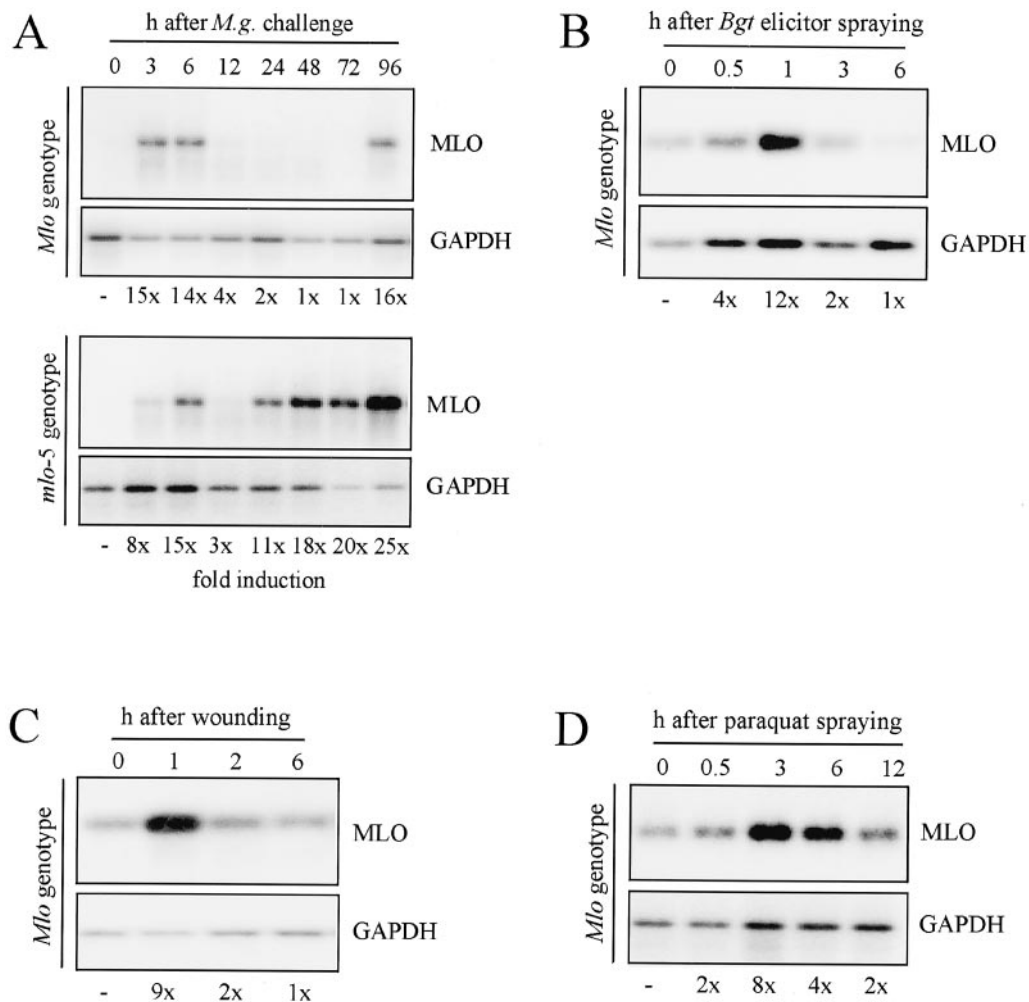 A
h after M.g. challenge
0 3 6 12 24 48 72 96
Mlo genotype
MLO
GAPDH
- 15x 14x 4x 2x 1x 1x 16x
mlo-5 genotype
MLO
GAPDH
- 8x 15x 3x 11x 18x 20x 25x
fold induction
B
h after Bgt elicitor spraying
0 0.5 1 3 6
Mlo genotype
MLO
GAPDH
- 4x 12x 2x 1x
C
h after wounding
0 1 2 6
Mlo genotype
MLO
GAPDH
- 9x 2x 1x
D
h after paraquat spraying
0 0.5 3 6 12
Mlo genotype
MLO
GAPDH
- 2x 8x 4x 2x